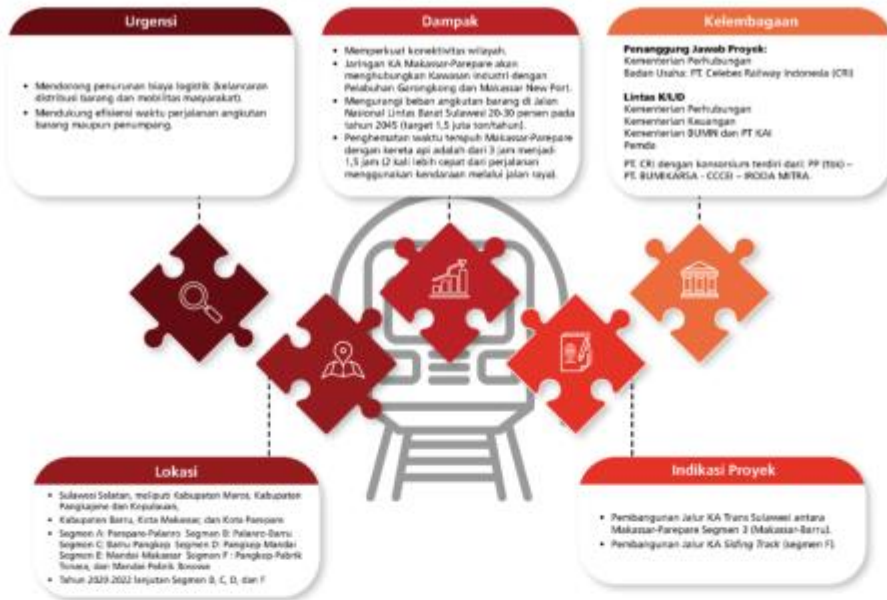 Urgensi
Mendorong penurunan biaya logistik (kelancaran
distribusi barang dan mobilitas masyarakat).
Mendukung efisiensi waktu perjalanan angkutan
barang maupun penumpang.
Dampak
Memperkuat konektivitas wilayah.
Jaringan KA Makassar-Parepare akan
menghubungkan Kawasan industri dengan
Pelabuhan Garongkong dan Makassar New Port.
Mengurangi beban angkutan barang di Jalan
Nasional Lintas Barat Sulawesi 20-30 persen pada
tahun 2045 (target 1,5 juta ton/tahun).
Penghematan waktu tempuh Makassar-Parepare
dengan kereta api adalah dari 3 jam menjadi
1,5 jam (2 kali lebih cepat dari perjalanan
menggunakan kendaraan melalui jalan raya).
Kelembagaan
Penanggung Jawab Proyek:
Kementerian Perhubungan
Badan Usaha: PT Celebes Railway Indonesia (CRI)
Lintas K/L/D
Kementerian Perhubungan
Kementerian Keuangan
Kementerian BUMN dan PT KAI
Pemda
PT. CRI dengan konsorsium terdiri dari: PP (Tbk) –
PT. BUMIKARSA - CCCEI – IRODA MITRA
Lokasi
Sulawesi Selatan, meliputi Kabupaten Maros, Kabupaten
Pangkajene dan Kepulauan,
Kabupaten Barru, Kota Makassar, dan Kota Parepare
Segmen A: Parepare-Palanro Segmen B: Palanro-Barru
Segmen C: Barru Pangkep Segmen D: Pangkep-Mandai
Segmen E: Mandai-Makassar Segmen F : Pangkep-Pabrik
Tonasa, dan Mandai Pabrik Bosowa
Tahun 2020-2022 lanjutan Segmen B, C, D, dan F
Indikasi Proyek
Pembangunan Jalur KA Trans Sulawesi antara
Makassar-Parepare Segmen 3 (Makassar-Barru).
Pembangunan Jalur KA Siding Track (segmen F).